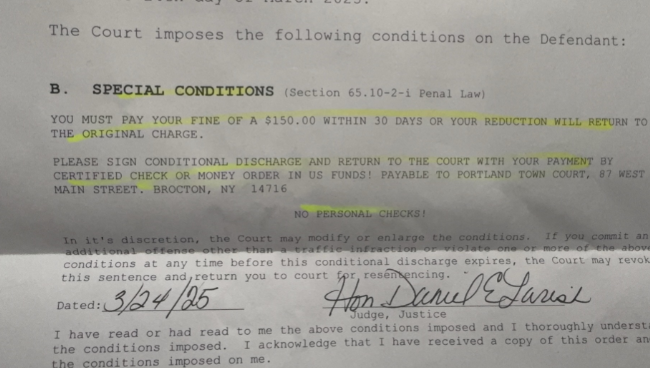 day of March 2025.
The Court imposes the following conditions on the Defendant:
B. SPECIAL CONDITIONS (Section 65.10-2-i Penal Law)
YOU MUST PAY YOUR FINE OF A $150.00 WITHIN 30 DAYS OR YOUR REDUCTION WILL RETURN TO
THE ORIGINAL CHARGE.
PLEASE SIGN CONDITIONAL DISCHARGE AND RETURN TO THE COURT WITH YOUR PAYMENT BY
CERTIFIED CHECK OR MONEY ORDER IN US FUNDS! PAYABLE TO PORTLAND TOWN COURT, 87 WEST
MAIN STREET. BROCTON, NY 14716
NO PERSONAL CHECKS!
In it's discretion, the Court may modify or enlarge the conditions. If you commit an
additional offense other than a traffic infraction or violate one or more of the above
conditions at any time before this conditional discharge expires, the Court may revok
this sentence and return you to court for resentencing.
Dated: 3/24/25 Hon Daniel E Larish
Judge, Justice
I have read or had read to me the above conditions imposed and I thoroughly understa
the conditions imposed. I acknowledge that I have received a copy of this order an
the conditions imposed on me.